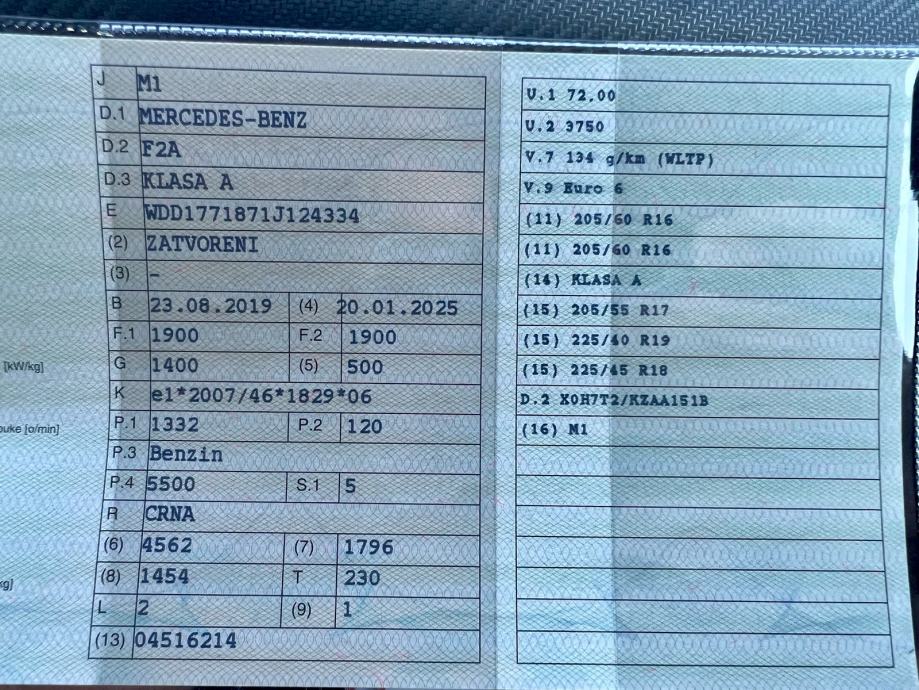 J M1
D.1 MERCEDES-BENZ
D.2 F2A
D.3 KLASA A
E WDD1771871J124334
(2) ZATVORENI
(3) -
B 23.08.2019 (4) 20.01.2025
F.1 1900 F.2 1900
G 1400 (5) 500
[kW/kg]
K e1*2007/46*1829*06
P.1 1332 P.2 120
[o/min]
P.3 Benzin
P.4 5500 S.1 5
R CRNA
(6) 4562 (7) 1796
(8) 1454 T 230
L 2 (9) 1
(13) 04516214
U.1 72.00
U.2 3750
V.7 134 g/km (WLTP)
V.9 Euro 6
(11) 205/60 R16
(11) 205/60 R16
(14) KLASA A
(15) 205/55 R17
(15) 225/40 R19
(15) 225/45 R18
D.2 X0H7T2/KZAA151B
(16) M1